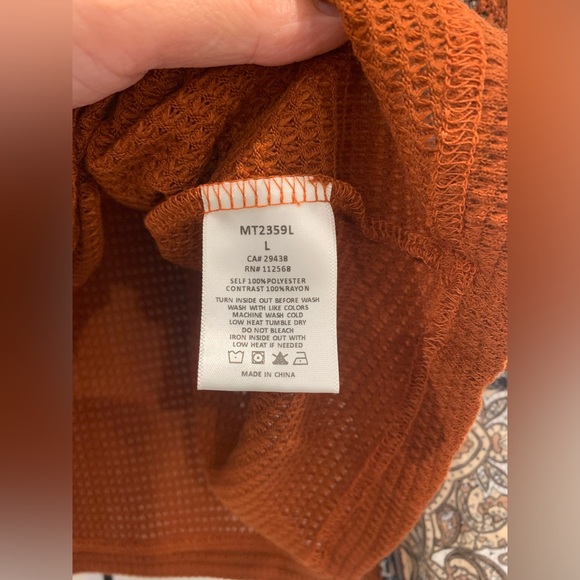 MT2359L
L
CA# 29438
RN# 112568
SELF 100%POLYESTER
CONTRAST 100%RAYON
TURN INSIDE OUT BEFORE WASH
WASH WITH LIKE COLORS
MACHINE WASH COLD
LOW HEAT TUMBLE DRY
DO NOT BLEACH
IRON INSIDE OUT WITH
LOW HEAT IF NEEDED
MADE IN CHINA